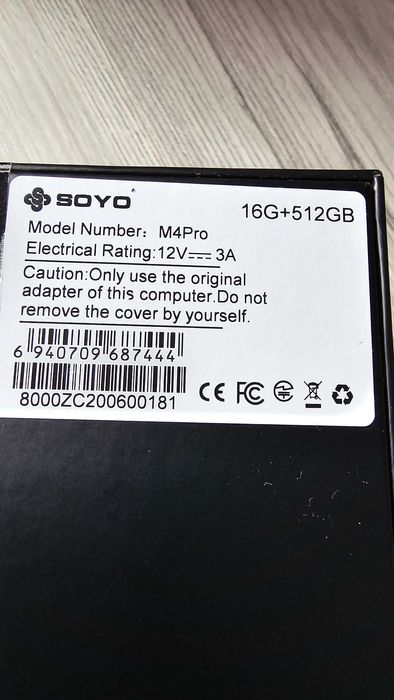 SOYO
16G+512GB
Model Number: M4Pro
Electrical Rating:12V⎓ 3A
Caution:Only use the original
adapter of this computer.Do not
remove the cover by yourself.
6 940709 687444
8000ZC200600181
CE FC